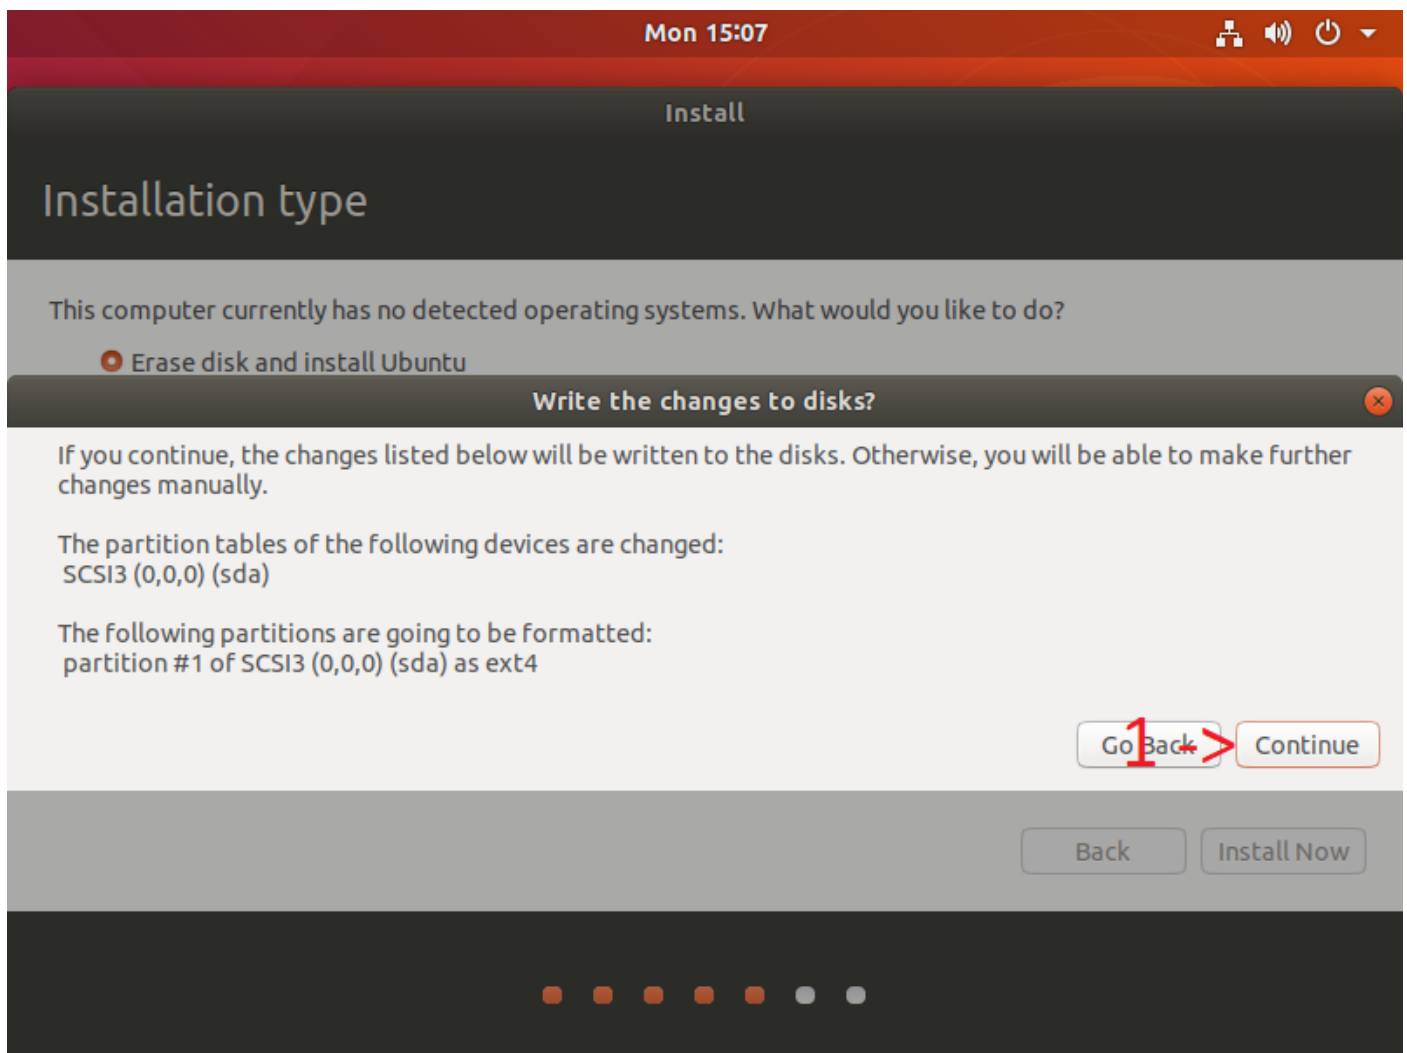 Mon 15:07
Install
Installation type
This computer currently has no detected operating systems. What would you like to do?
Erase disk and install Ubuntu
Write the changes to disks?
If you continue, the changes listed below will be written to the disks. Otherwise, you will be able to make further
changes manually.
The partition tables of the following devices are changed:
SCSI3 (0,0,0) (sda)
The following partitions are going to be formatted:
partition #1 of SCSI3 (0,0,0) (sda) as ext4
Go Back
1 ->
Continue
Back
Install Now